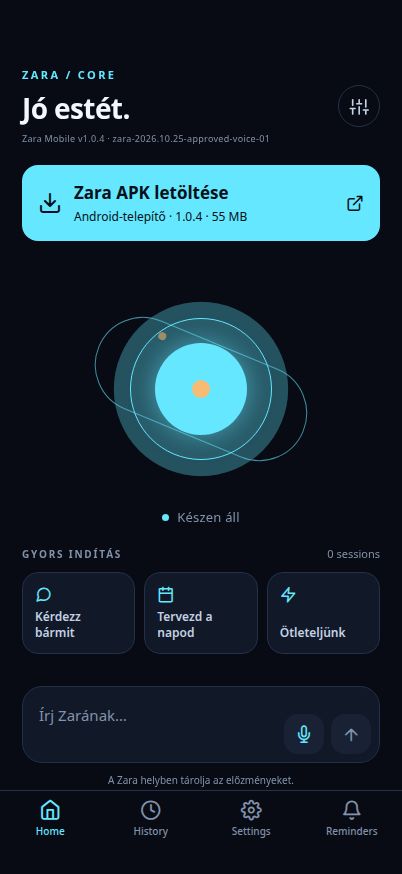 ZARA / CORE
Jó estét.
Zara Mobile v1.0.4 · zara-2026.10.25-approved-voice-01
Zara APK letöltése
Android-telepítő · 1.0.4 · 55 MB
Készen áll
GYORS INDÍTÁS
0 sessions
Kérdezz
bármit
Tervezd a
napod
Ötleteljünk
Írj Zarának...
A Zara helyben tárolja az előzményeket.
Home
History
Settings
Reminders